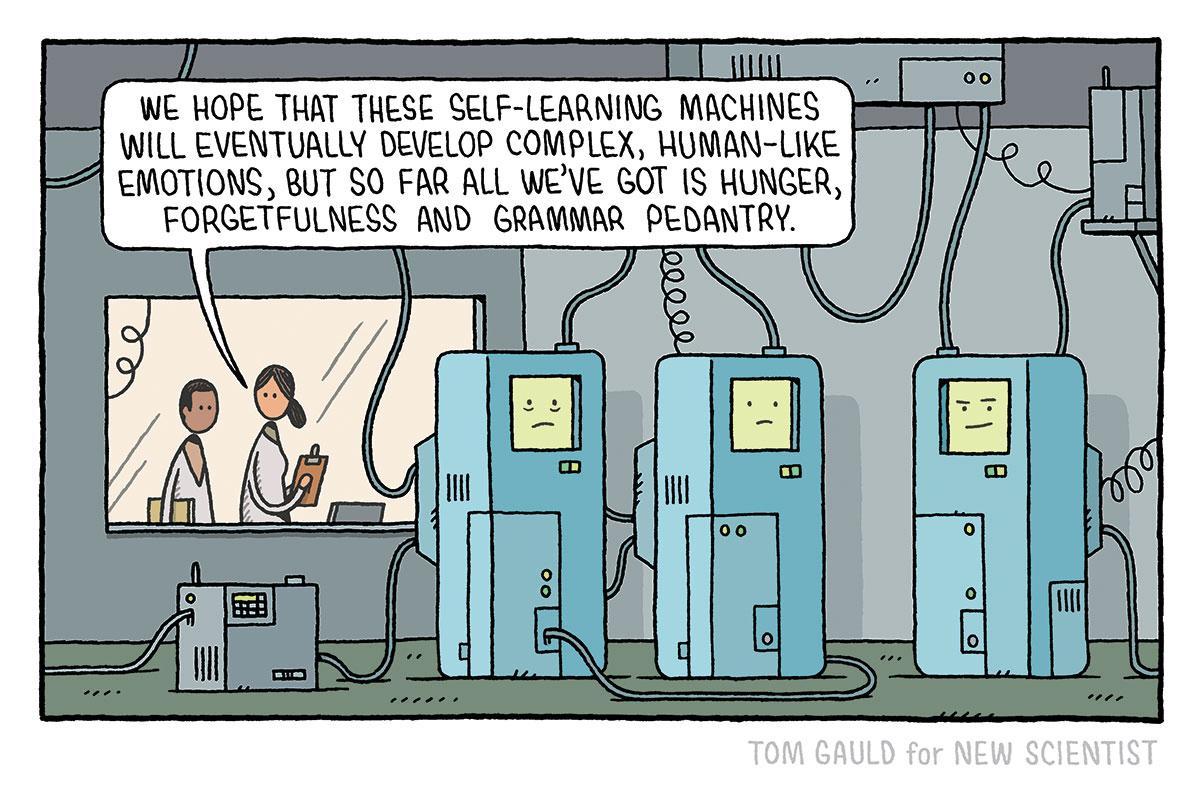 WE HOPE THAT THESE SELF-LEARNING MACHINES
WILL EVENTUALLY DEVELOP COMPLEX, HUMAN-LIKE
EMOTIONS, BUT SO FAR ALL WE'VE GOT IS HUNGER,
FORGETFULNESS AND GRAMMAR PEDANTRY.
TOM GAULD for NEW SCIENTIST